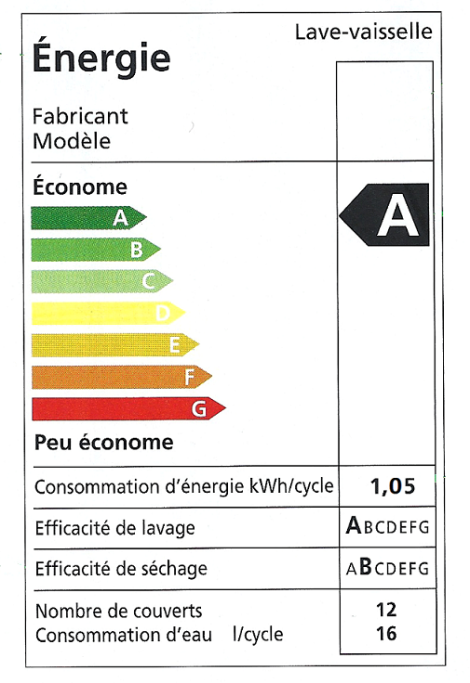 Lave-vaisselle
Énergie
Fabricant
Modèle
Économe
A
A
B
C
D
E
F
G
Peu économe
Consommation d'énergie kWh/cycle 1,05
Efficacité de lavage ABCDEFG
Efficacité de séchage ABCDEFG
Nombre de couverts 12
Consommation d'eau l/cycle 16